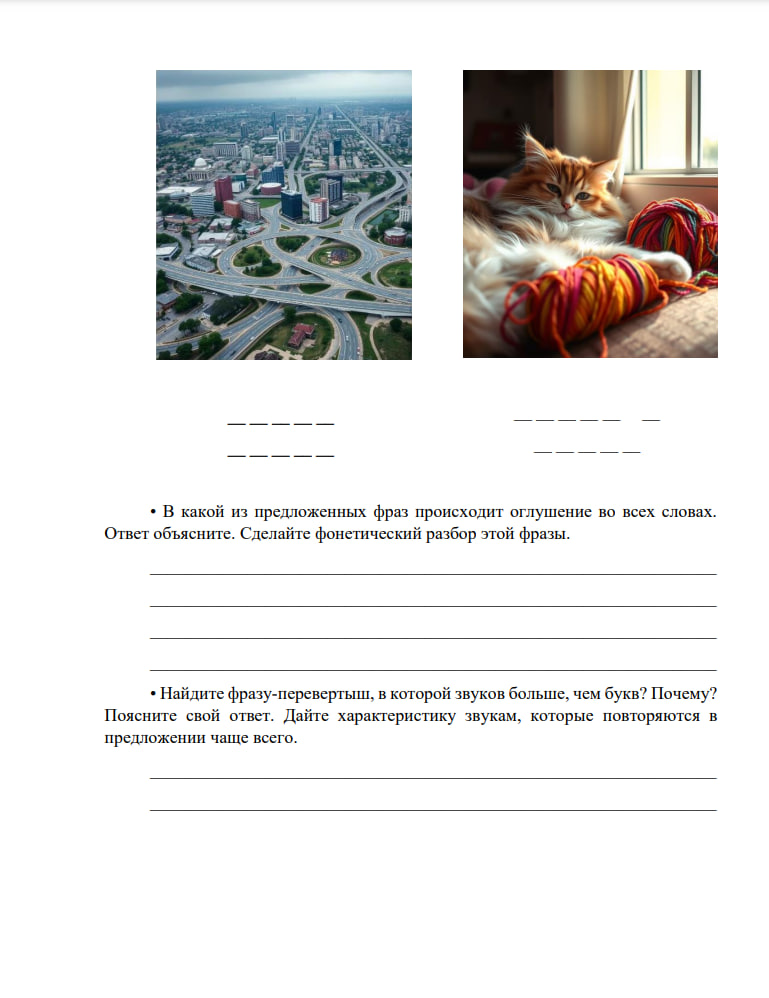 • В какой из предложенных фраз происходит оглушение во всех словах.
Ответ объясните. Сделайте фонетический разбор этой фразы.
• Найдите фразу-перевертыш, в которой звуков больше, чем букв? Почему?
Поясните свой ответ. Дайте характеристику звукам, которые повторяются в
предложении чаще всего.